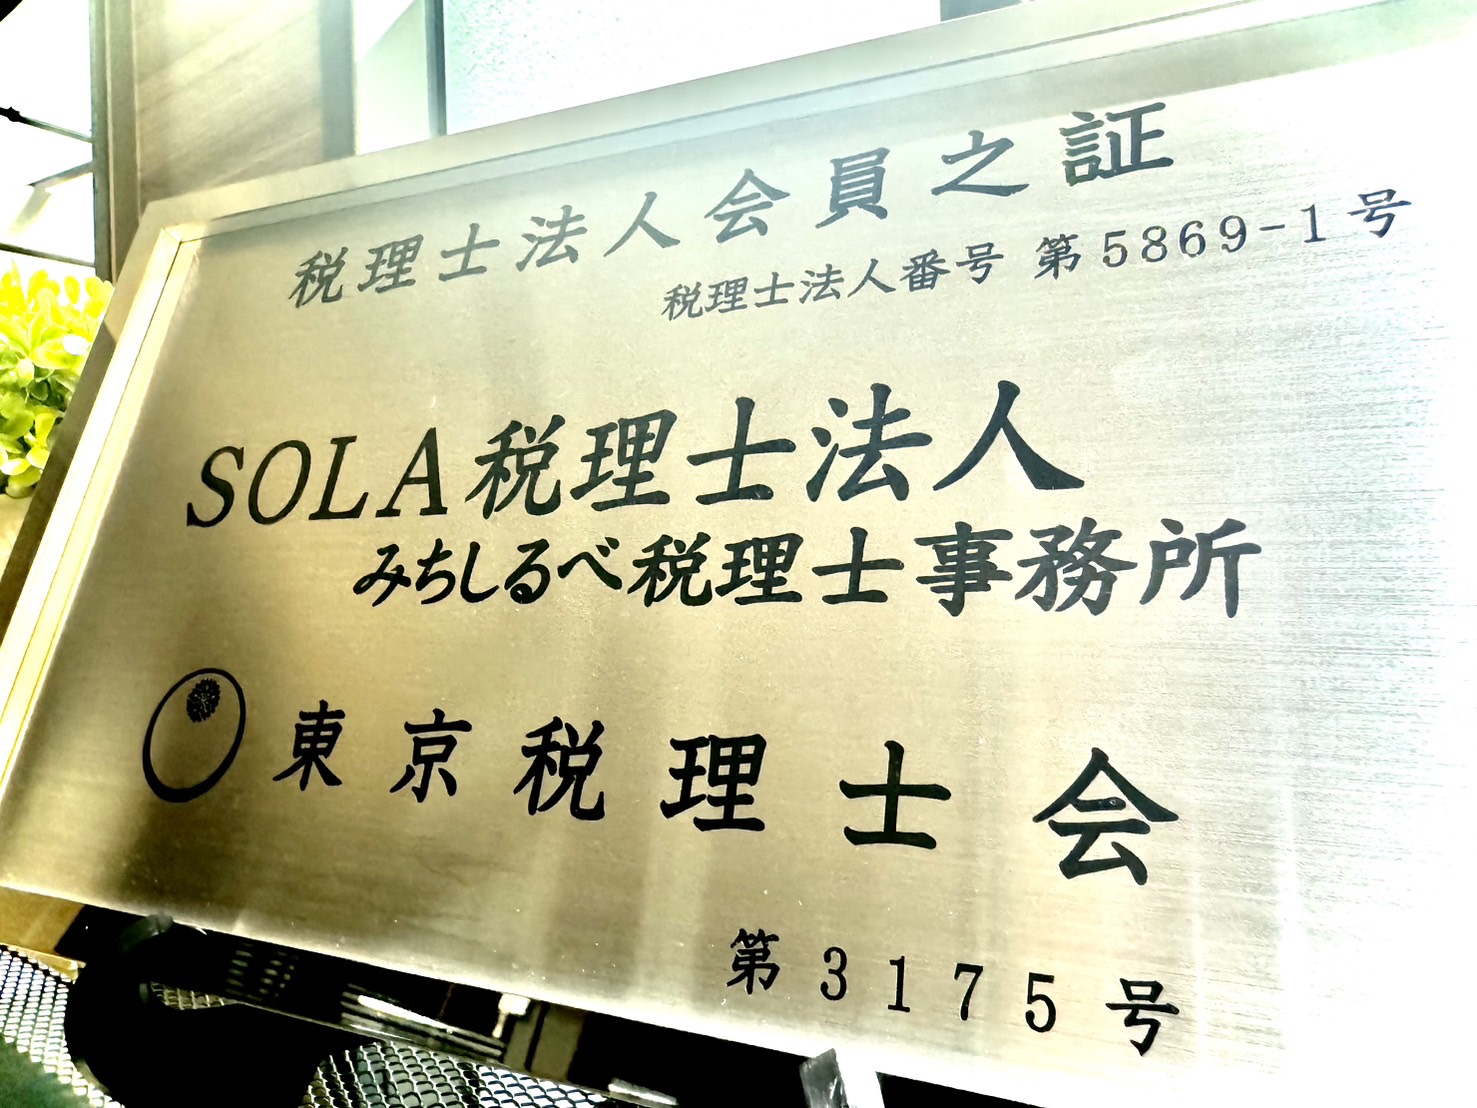 税理士法人会員之証
税理士法人番号 第5869-1号
SOLA税理士法人
みちしるべ税理士事務所
東京税理士会
第3175号